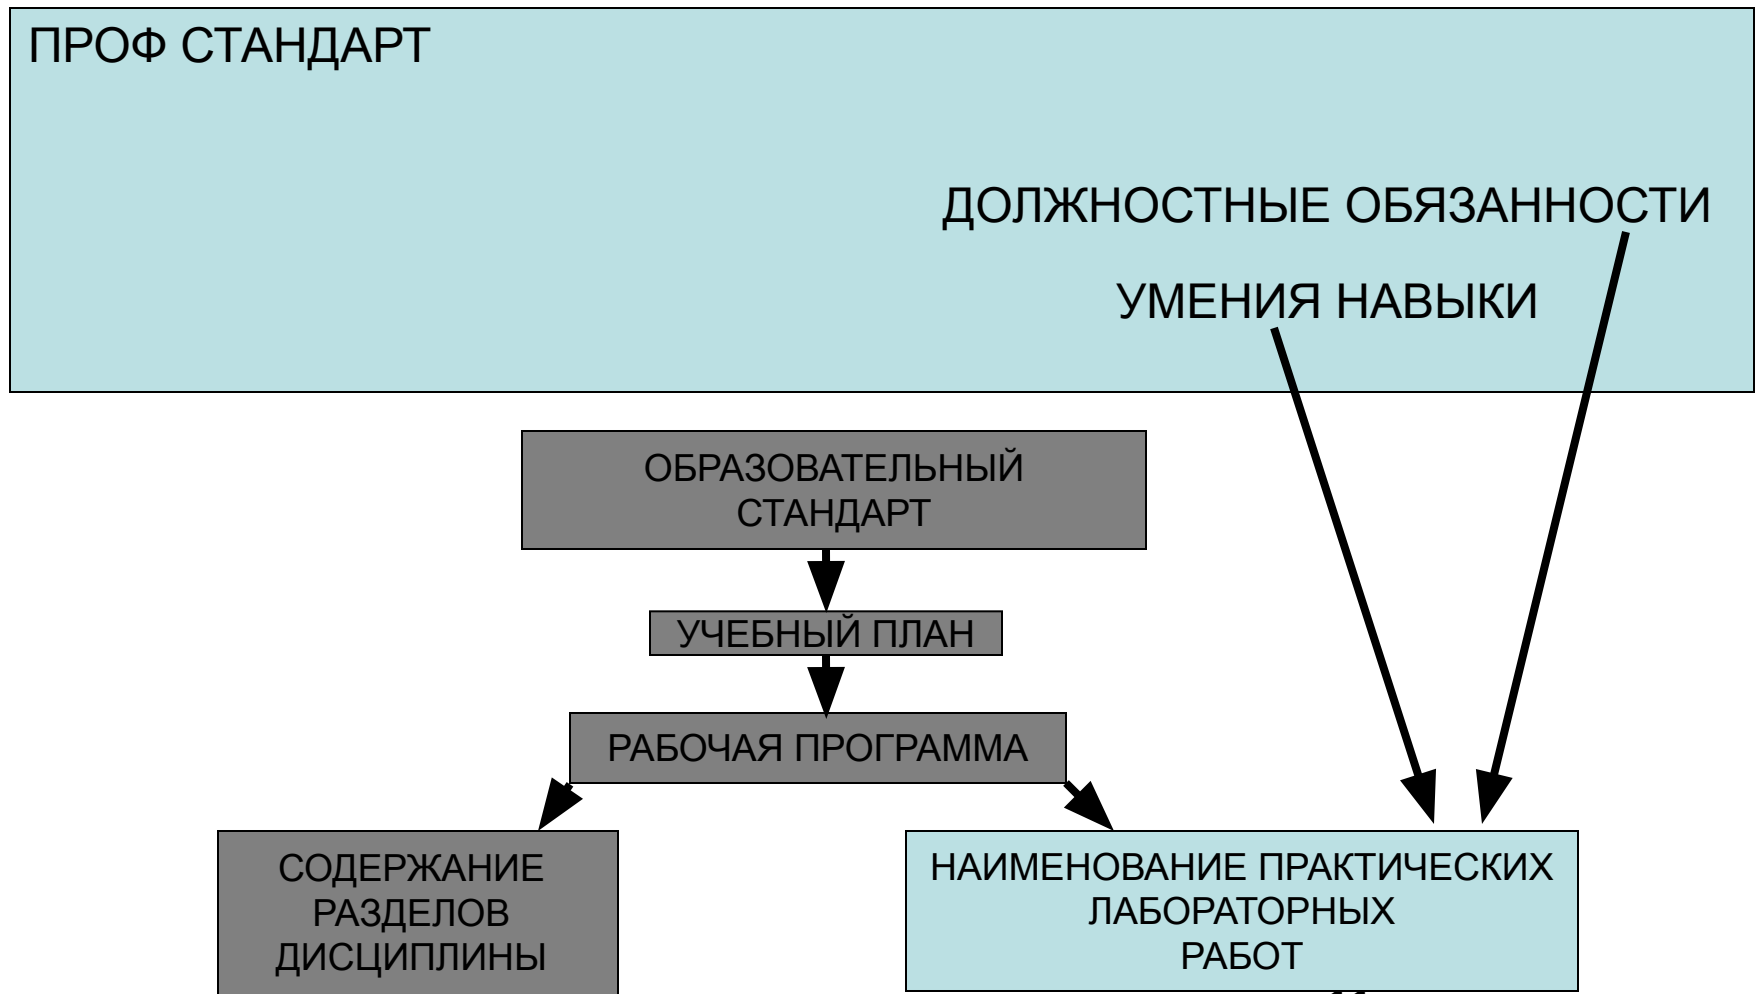 ПРОФ СТАНДАРТ
ДОЛЖНОСТНЫЕ ОБЯЗАННОСТИ
УМЕНИЯ НАВЫКИ
ОБРАЗОВАТЕЛЬНЫЙ
СТАНДАРТ
УЧЕБНЫЙ ПЛАН
РАБОЧАЯ ПРОГРАММА
СОДЕРЖАНИЕ
РАЗДЕЛОВ
ДИСЦИПЛИНЫ
НАИМЕНОВАНИЕ ПРАКТИЧЕСКИХ
ЛАБОРАТОРНЫХ
РАБОТ